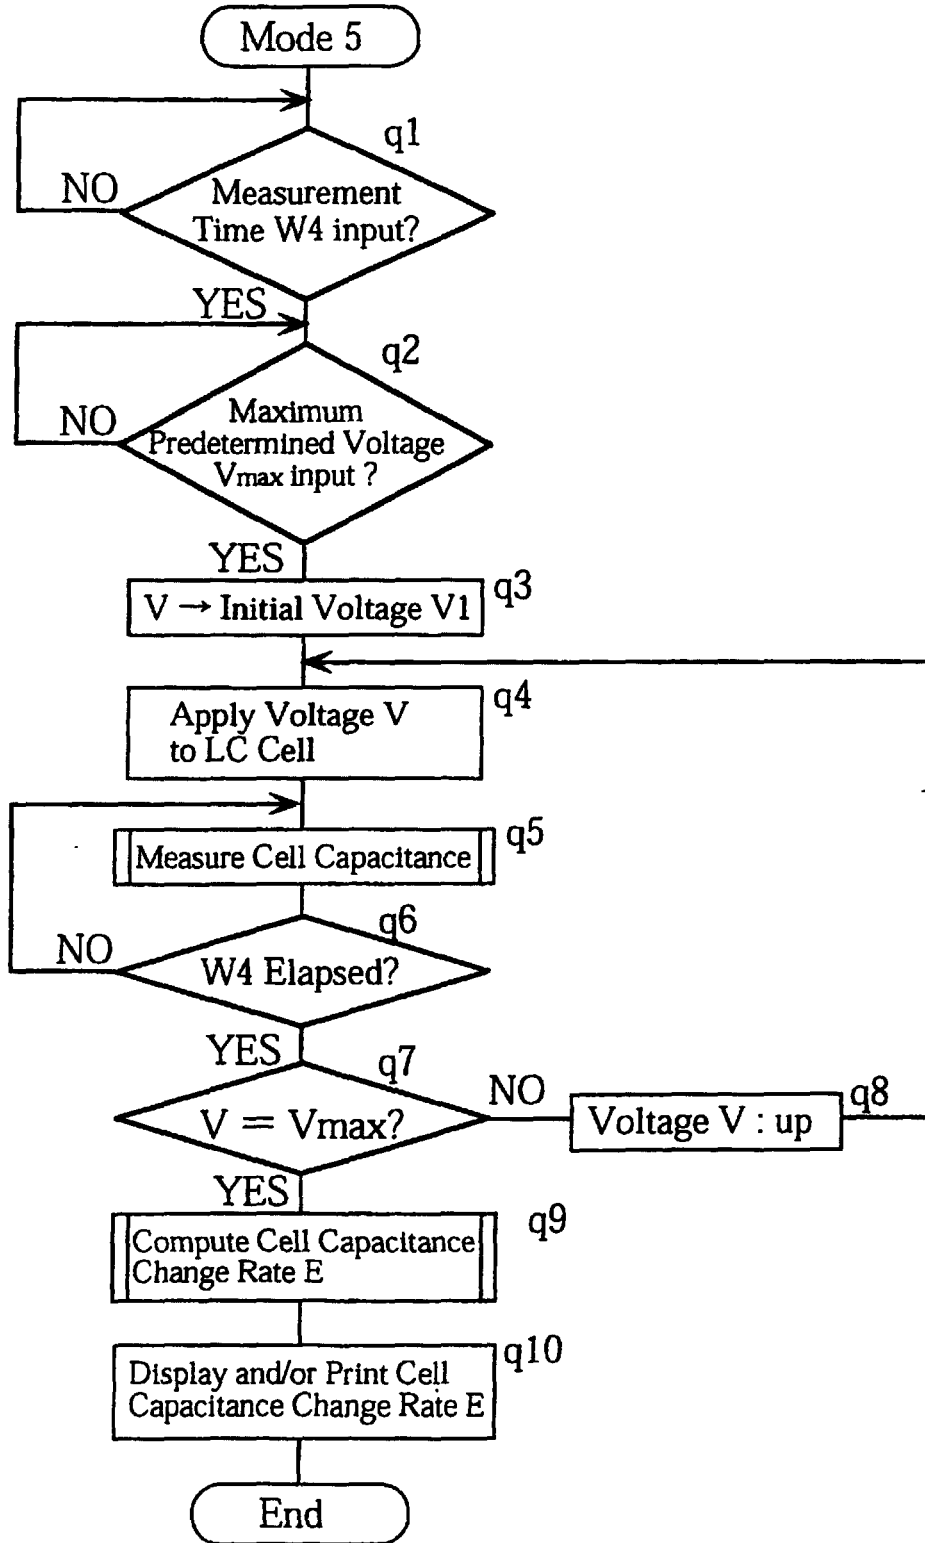 Mode 5
q1
NO
Measurement
Time W4 input?
YES
q2
NO
Maximum
Predetermined Voltage
Vmax input ?
YES
q3
V → Initial Voltage V1
q4
Apply Voltage V
to LC Cell
q5
Measure Cell Capacitance
q6
NO
W4 Elapsed?
YES
q7
NO
q8
V = Vmax?
Voltage V : up
YES
q9
Compute Cell Capacitance
Change Rate E
q10
Display and/or Print Cell
Capacitance Change Rate E
End